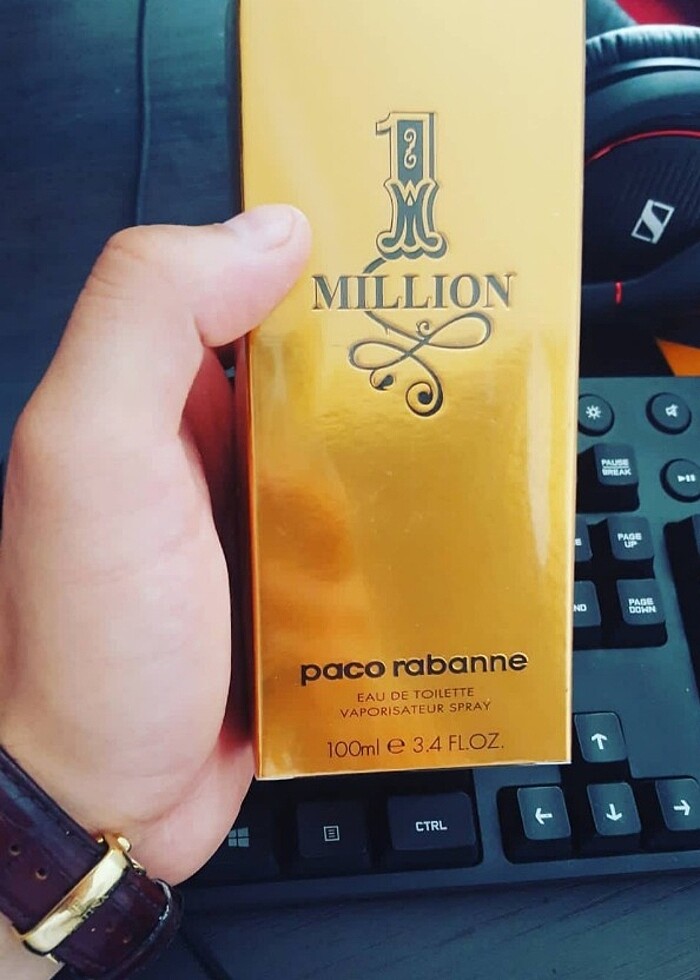 1
MILLION
paco rabanne
EAU DE TOILETTE
VAPORISATEUR SPRAY
100ml e 3.4 FL.OZ.
PAUSE
BREAK
PAGE
UP
PAGE
DOWN
CTRL